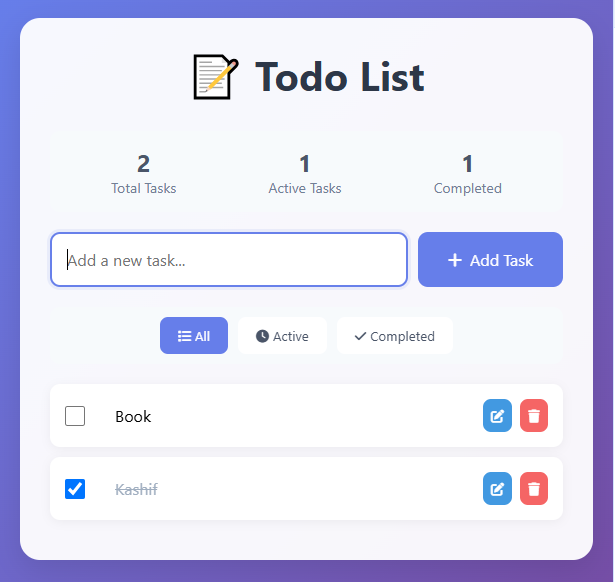 Todo List
2 1 1
Total Tasks Active Tasks Completed
Add a new task... Add Task
All Active Completed
Book
Kashif